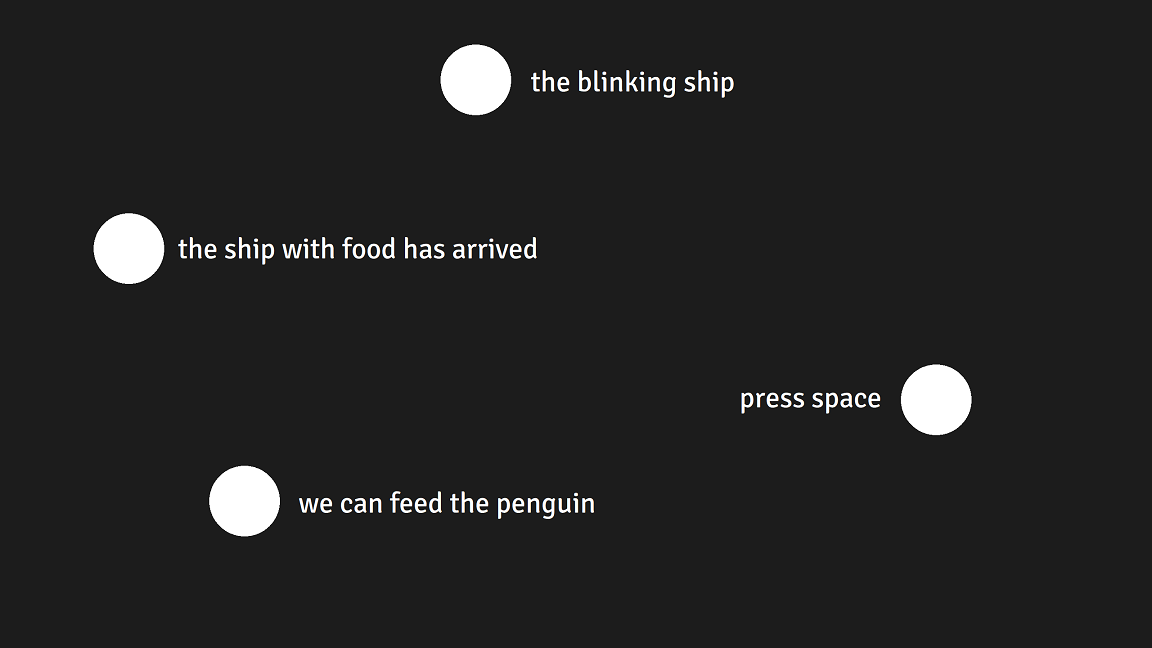 the blinking ship
the ship with food has arrived
press space
we can feed the penguin